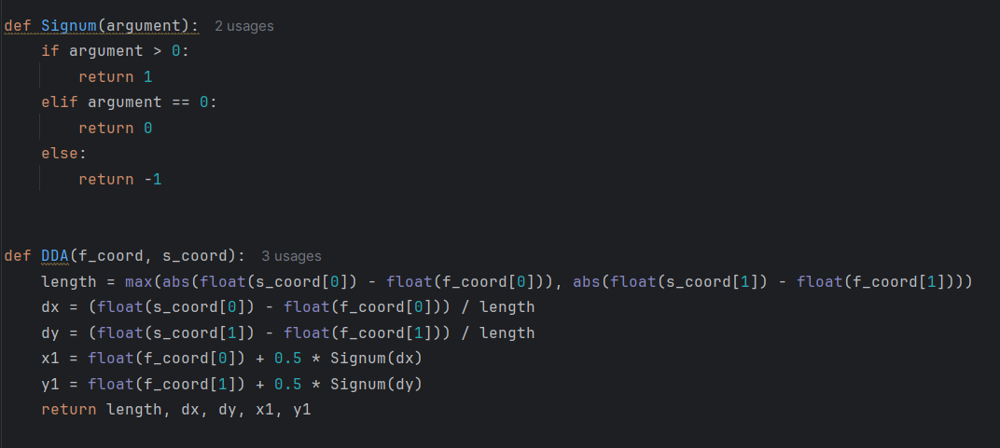 def Signum(argument): 2 usages
    if argument > 0:
        return 1
    elif argument == 0:
        return 0
    else:
        return -1
def DDA(f_coord, s_coord): 3 usages
    length = max(abs(float(s_coord[0]) - float(f_coord[0])), abs(float(s_coord[1]) - float(f_coord[1])))
    dx = (float(s_coord[0]) - float(f_coord[0])) / length
    dy = (float(s_coord[1]) - float(f_coord[1])) / length
    x1 = float(f_coord[0]) + 0.5 * Signum(dx)
    y1 = float(f_coord[1]) + 0.5 * Signum(dy)
    return length, dx, dy, x1, y1